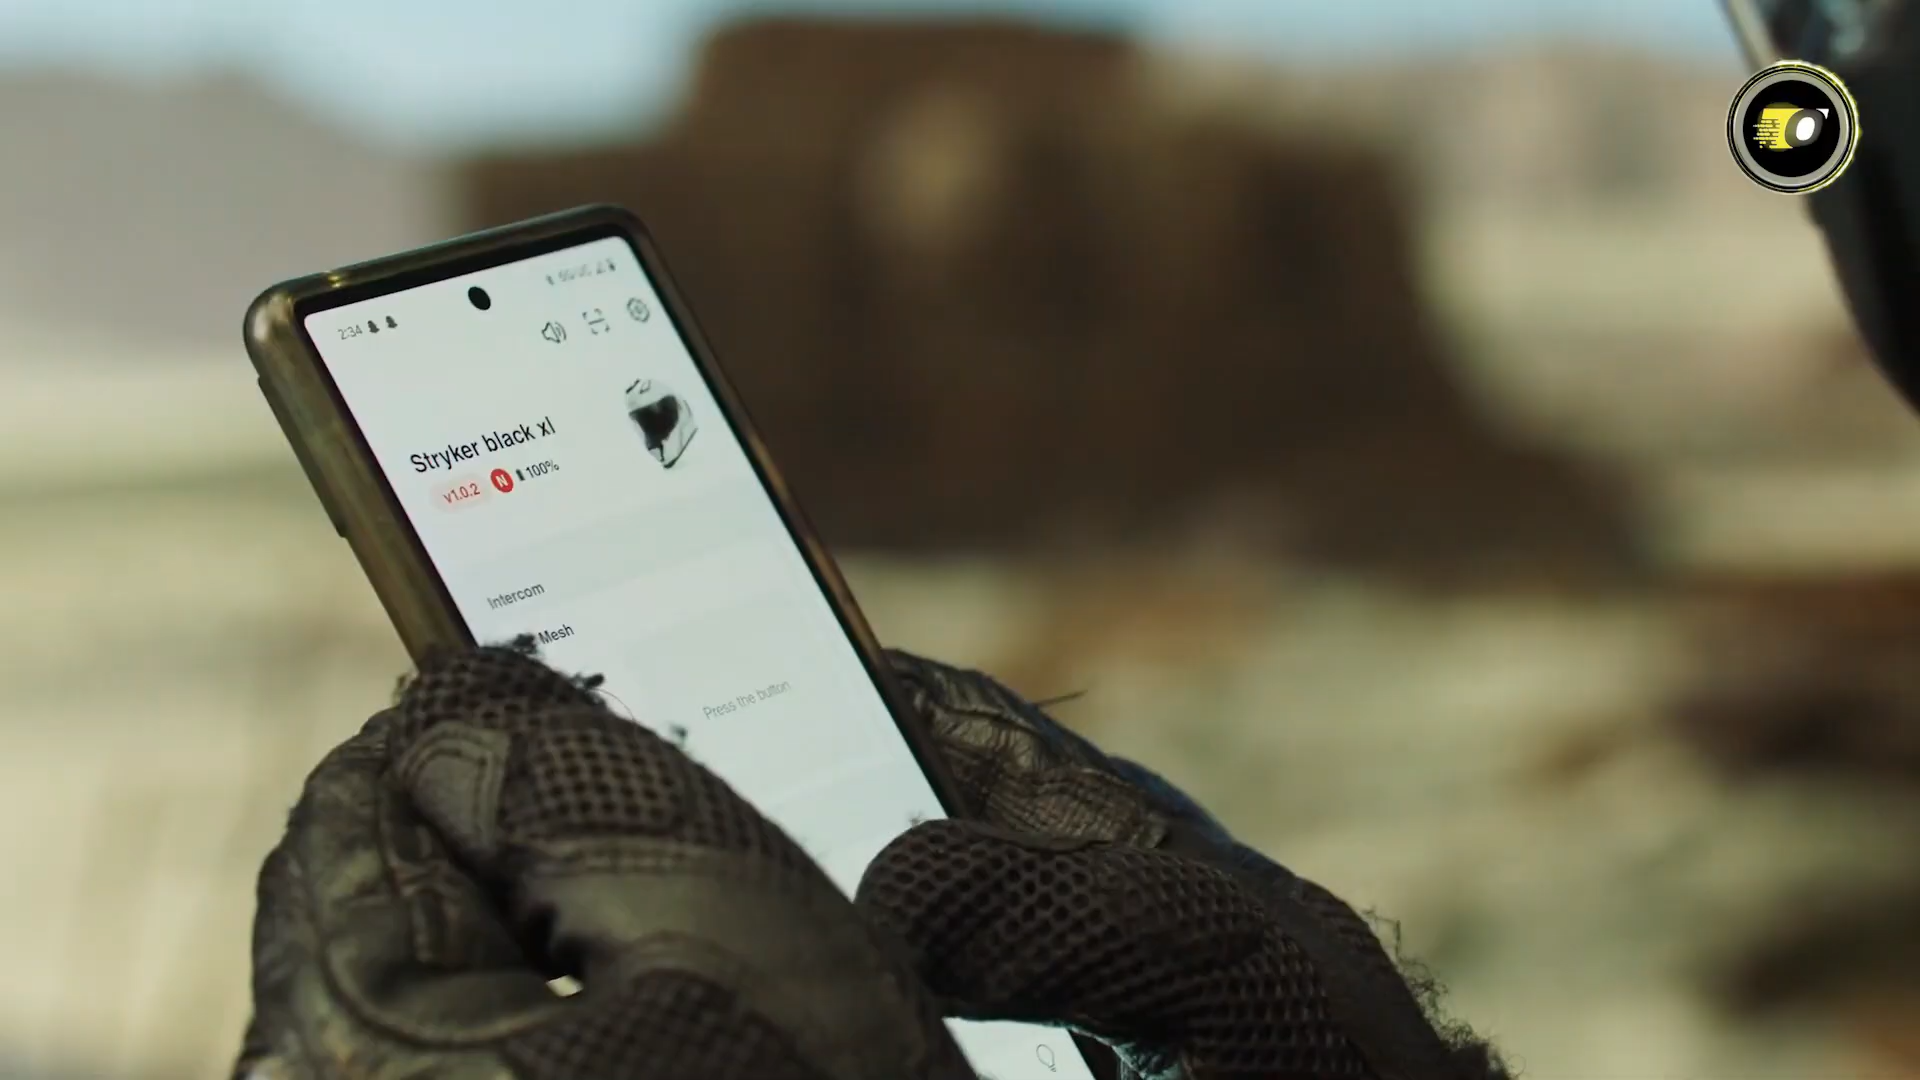 2:34
Stryker black xl
v1.0.2 N 100%
Intercom
Mesh
Press the button